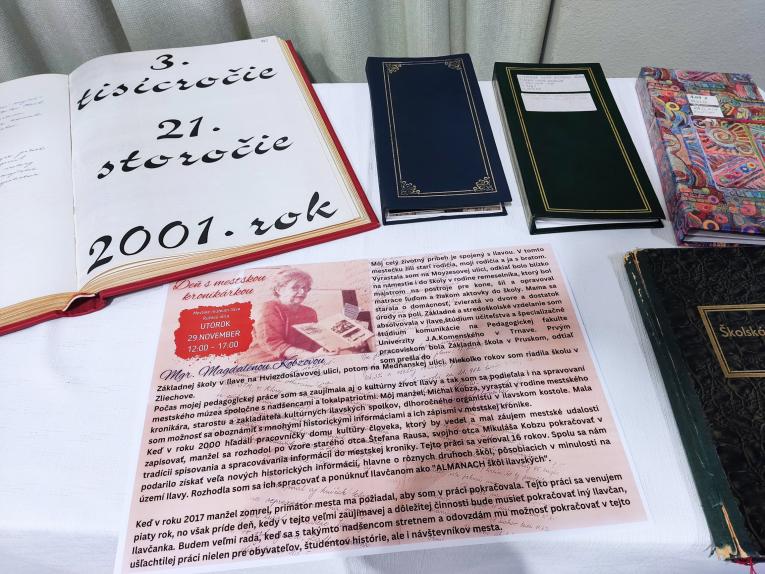 3.
tisícročie
21.
storočie
2001. rok
Školská
Deň s mestskou
kronikárkou
UTOROK
29.NOVEMBER
12:00 - 17:00
Mgr. Magdalénou Kobzovou
Môj celý životný príbeh je spojený s Ilavou. V tomto
mestečku žili starí rodičia, moji rodičia a ja s bratom.
Vyrastala som na Moyzesovej ulici, odkiaľ bolo blízko
na námestie i do školy v rodine remeselníka, ktorý bol
majstrom na postroje pre kone, šil a opravoval
matrace ľuďom a žiakom aktovky do školy. Mama sa
starala o domácnosť, zvieratá vo dvore a dostatok
úrody na poli. Základné a stredoškolské vzdelanie som
absolvovala v Ilave,štúdium učiteľstva a špecializačné
štúdium komunikácie na Pedagogickej fakulte
Univerzity J.A.Komenského v Trnave. Prvým
pracoviskom bola Základná škola v Pruskom, odtiaľ
som prešla do
Základnej školy v Ilave na Hviezdoslavovej ulici, potom na Medňanskej ulici. Niekoľko rokov som riadila školu v
Zliechove.
Počas mojej pedagogickej práce som sa zaujímala aj o kultúrny život Ilavy a tak som sa podieľala i na spravovaní
mestského múzea spoločne s nadšencami a lokalpatriotmi. Môj manžel, Michal Kobza, vyrastal v rodine mestského
kronikára, starostu a zakladateľa kultúrnych ilavských spolkov, dlhoročného organistu v ilavskom kostole. Mala
som možnosť sa oboznámiť s mnohými historickými informáciami a ich zápismi v mestskej kronike.
Keď v roku 2000 hľadáli pracovníčky domu kultúry človeka, ktorý by vedel a mal záujem mestské udalosti
zapisovať, manžel sa rozhodol po vzore starého otca Štefana Rausa, svojho otca Mikuláša Kobzu pokračovať v
tradícii spisovania a spracovávania informácií do mestskej kroniky. Tejto práci sa venoval 16 rokov. Spolu sa nám
podarilo získať veľa nových historických informácií, hlavne o rôznych druhoch škôl, pôsobiacich v minulosti na
území Ilavy. Rozhodla som sa ich spracovať a ponúknuť Ilavčanom ako "ALMANACH škôl ilavských" .
Keď v roku 2017 manžel zomrel, primátor mesta ma požiadal, aby som v práci pokračovala. Tejto práci sa venujem
piaty rok, no však príde deň, kedy v tejto veľmi zaujímavej a dôležitej činnosti bude musieť pokračovať iný Ilavčan,
Ilavčanka. Budem veľmi rada, keď sa s takýmto nadšencom stretnem a odovzdám mu možnosť pokračovať v tejto
ušľachtilej práci nielen pre obyvateľov, študentov histórie, ale i návštevníkov mesta.